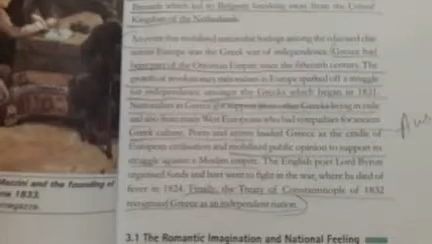 Brussels which led to Belgium breaking away from the United
Kingdom of the Netherlands.
An event that mobilised nationalist feelings among the educated elite
across Europe was the Greek war of independence. Greece had
been part of the Ottoman Empire since the fifteenth century. The
growth of revolutionary nationalism in Europe sparked off a struggle
for independence amongst the Greeks which began in 1821.
Nationalists in Greece got support from other Greeks living in exile
and also from many West Europeans who had sympathies for ancient
Greek culture. Poets and artists lauded Greece as the cradle of
European civilisation and mobilised public opinion to support its
struggle against a Muslim empire. The English poet Lord Byron
organised funds and later went to fight in the war, where he died of
fever in 1824. Finally, the Treaty of Constantinople of 1832
recognised Greece as an independent nation.
Mazzini and the founding of
1833.
3.1 The Romantic Imagination and National Feeling